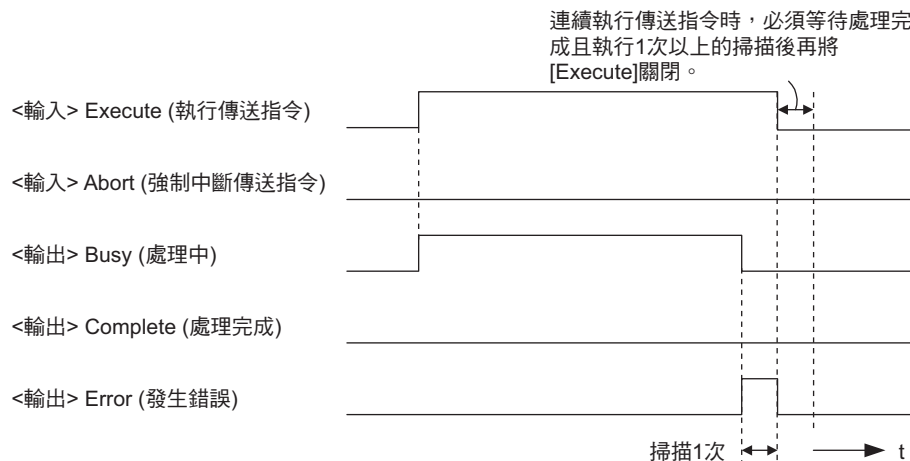 連續執行傳送指令時，必須等待處理完
成且執行1次以上的掃描後再將
[Execute]關閉。
<輸入> Execute (執行傳送指令)
<輸入> Abort (強制中斷傳送指令)
<輸出> Busy (處理中)
<輸出> Complete (處理完成)
<輸出> Error (發生錯誤)
掃描1次
t